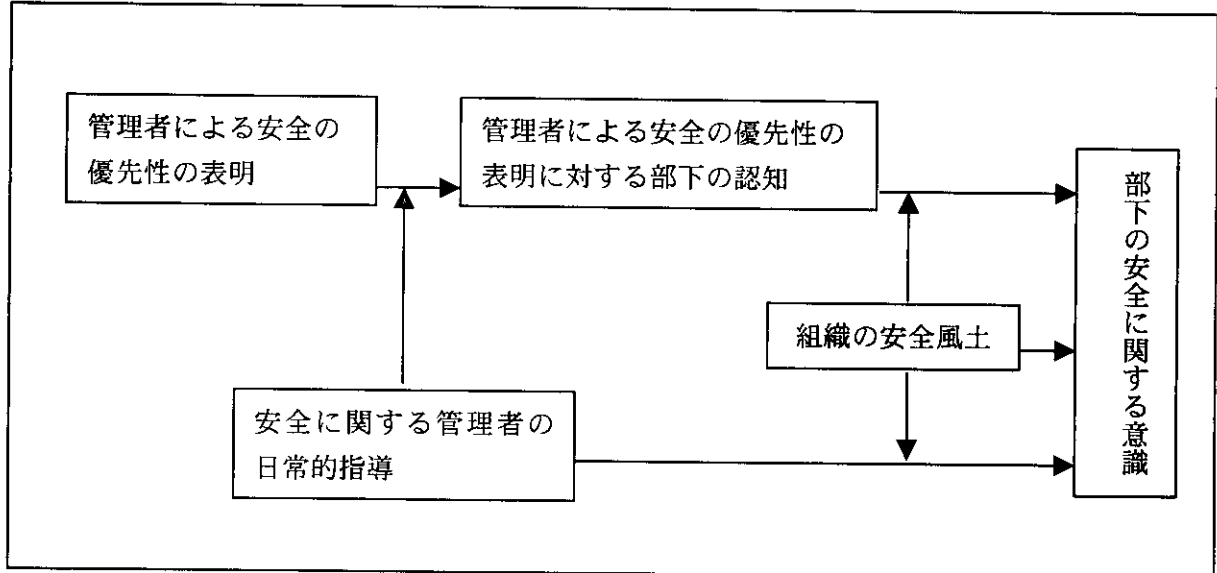 管理者による安全の
優先性の表明
管理者による安全の優先性の
表明に対する部下の認知
部下の安全に関する意識
組織の安全風土
安全に関する管理者の
日常的指導